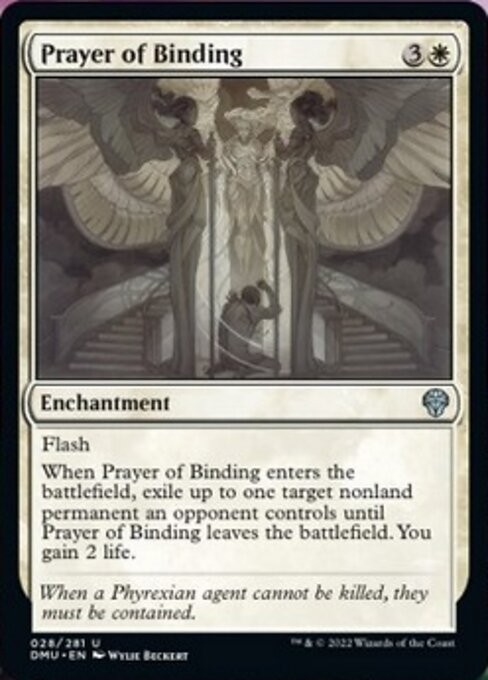 Prayer of Binding 3
Enchantment
Flash
When Prayer of Binding enters the
battlefield, exile up to one target nonland
permanent an opponent controls until
Prayer of Binding leaves the battlefield. You
gain 2 life.
When a Phyrexian agent cannot be killed, they
must be contained.
028/281 U
DMU • EN Wylie Beckert
™ & © 2022 Wizards of the Coast